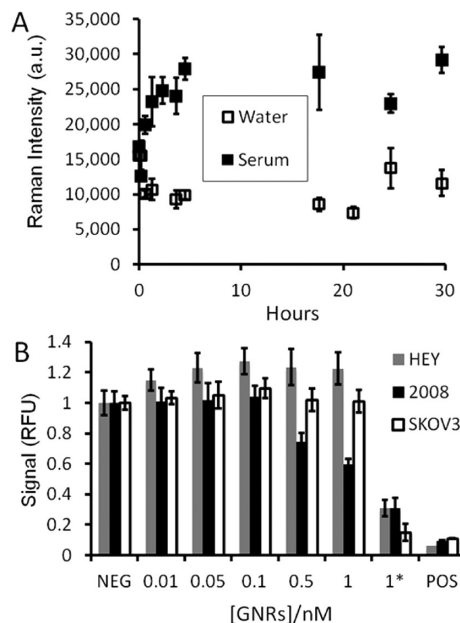 A
Raman Intensity (a.u.)
35,000
30,000
25,000
20,000
15,000
10,000
5,000
0
Water
Serum
0 10 20 30
Hours
B
Signal (RFU)
1.4
1.2
1
0.8
0.6
0.4
0.2
0
HEY
2008
SKOV3
NEG 0.01 0.05 0.1 0.5 1 1* POS
[GNRs]/nM